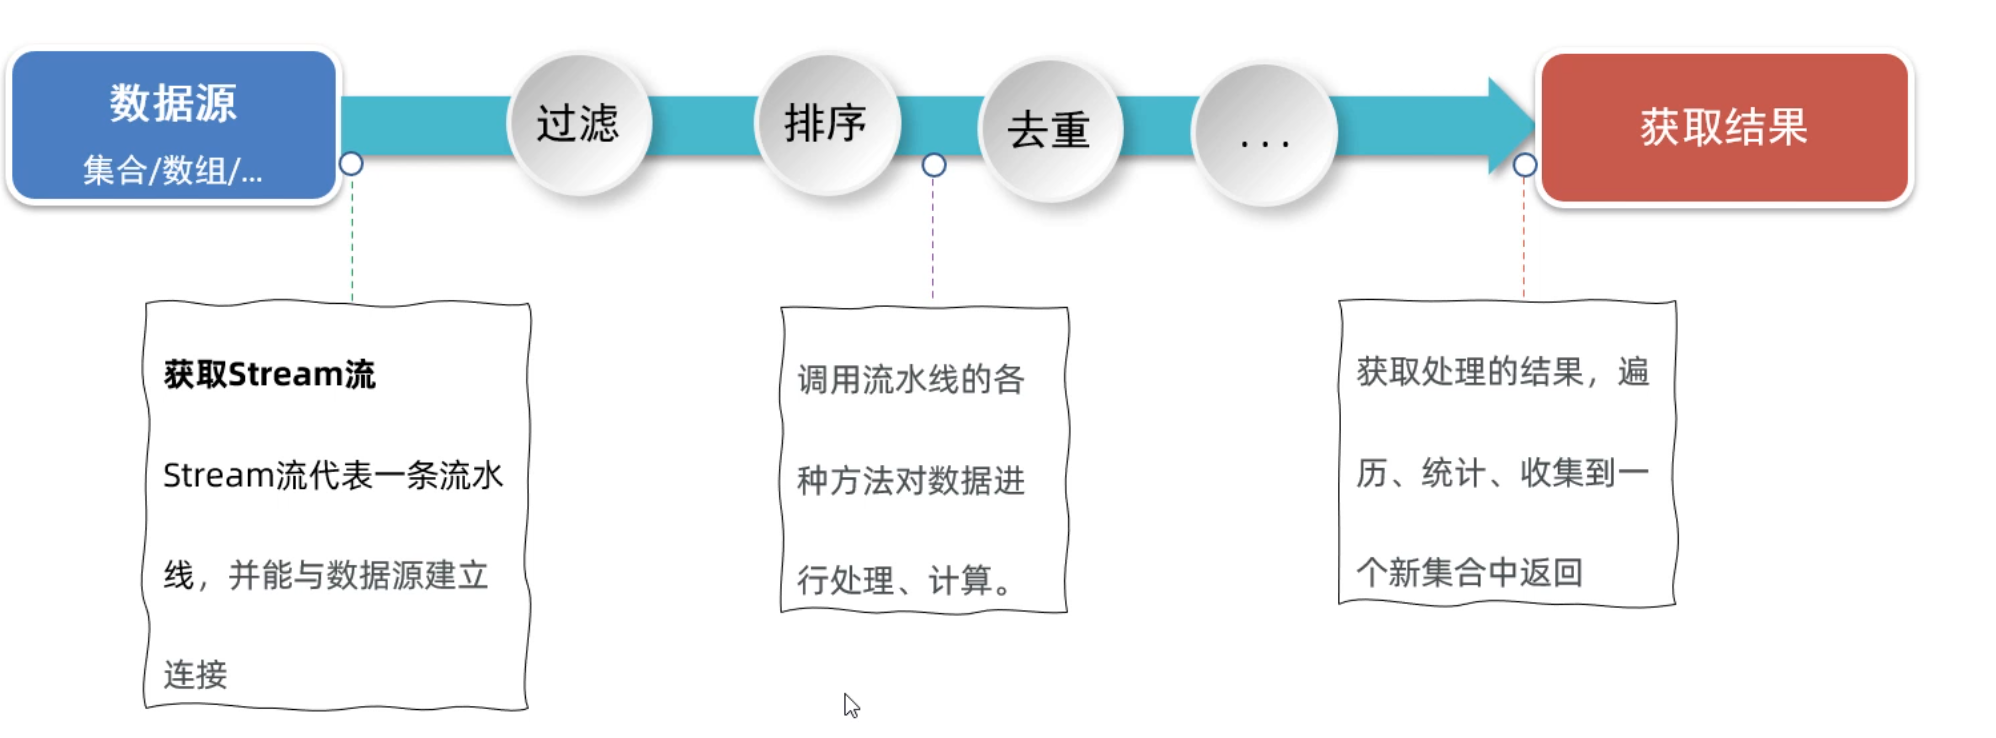 数据源
集合/数组/...
过滤
排序
去重
...
获取结果
获取Stream流
Stream流代表一条流水
线，并能与数据源建立
连接
调用流水线的各
种方法对数据进
行处理、计算。
获取处理的结果，遍
历、统计、收集到一
个新集合中返回